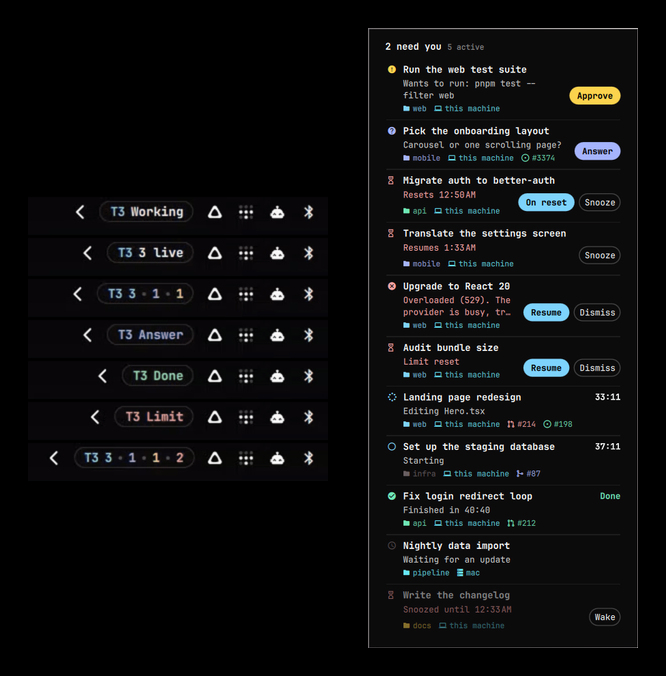 T3 Working
T3 3 live
T3 3 • 1 • 1
T3 Answer
T3 Done
T3 Limit
T3 3 • 1 • 1 • 2
2 need you 5 active
Run the web test suite
Wants to run: pnpm test --
filter web
Approve
web this machine
Pick the onboarding layout
Carousel or one scrolling page?
Answer
mobile this machine #3374
Migrate auth to better-auth
Resets 12:50 AM
On reset Snooze
api this machine
Translate the settings screen
Resumes 1:33 AM
Snooze
mobile this machine
Upgrade to React 20
Overloaded (529). The
provider is busy, tr…
Resume Dismiss
web this machine
Audit bundle size
Limit reset
Resume Dismiss
web this machine
Landing page redesign 33:11
Editing Hero.tsx
web this machine #214 #198
Set up the staging database 37:11
Starting
infra this machine #87
Fix login redirect loop Done
Finished in 40:40
api this machine #212
Nightly data import
Waiting for an update
pipeline mac
Write the changelog
Snoozed until 12:33 AM
Wake
docs this machine